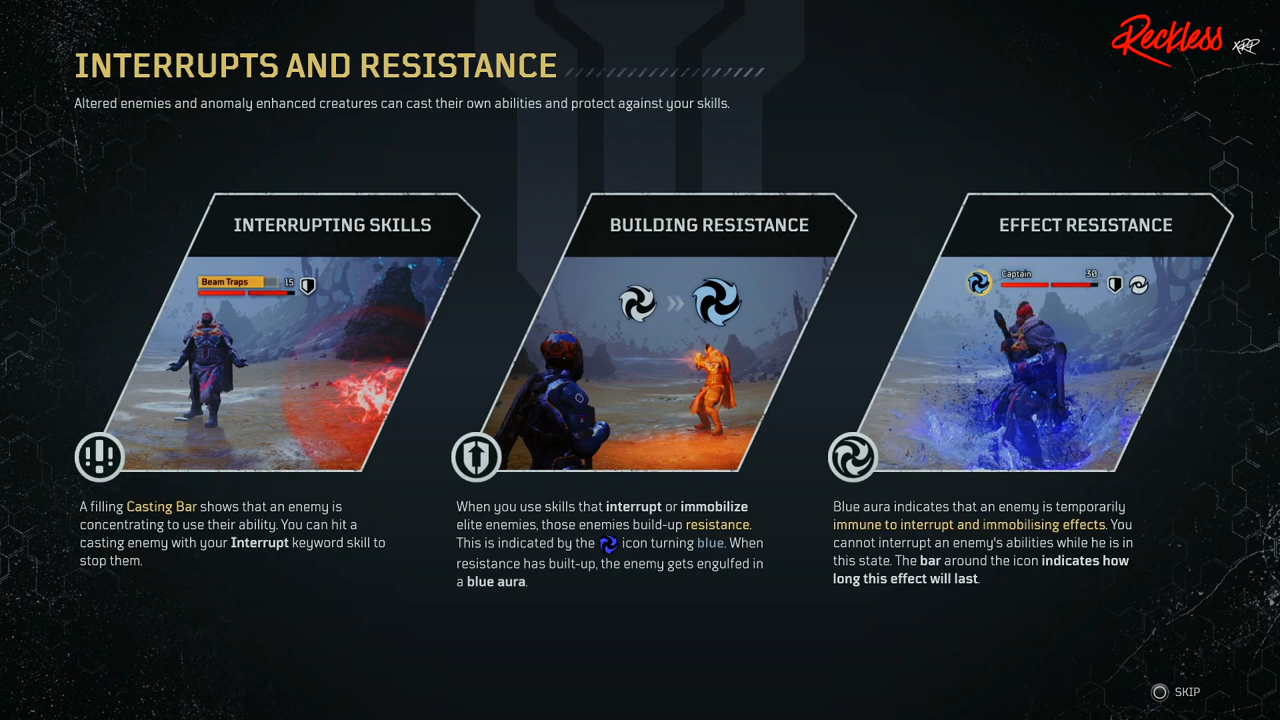 Reckless XRP
INTERRUPTS AND RESISTANCE
Altered enemies and anomaly enhanced creatures can cast their own abilities and protect against your skills.
INTERRUPTING SKILLS
Beam Traps 15
A filling Casting Bar shows that an enemy is
concentrating to use their ability. You can hit a
casting enemy with your Interrupt keyword skill to
stop them.
BUILDING RESISTANCE
When you use skills that interrupt or immobilize
elite enemies, those enemies build-up resistance.
This is indicated by the icon turning blue. When
resistance has built-up, the enemy gets engulfed in
a blue aura.
EFFECT RESISTANCE
Captain 30
Blue aura indicates that an enemy is temporarily
immune to interrupt and immobilising effects. You
cannot interrupt an enemy's abilities while he is in
this state. The bar around the icon indicates how
long this effect will last.
SKIP